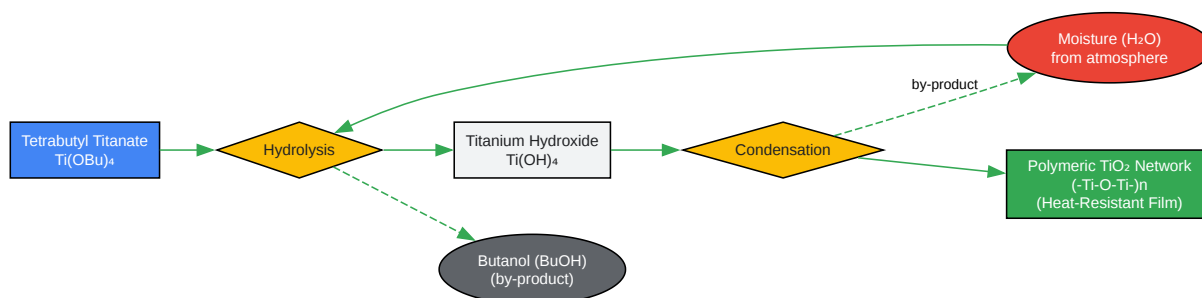 Moisture (H₂O)
from atmosphere
by-product
Tetrabutyl Titanate
Ti(OBu)₄
Hydrolysis
Titanium Hydroxide
Ti(OH)₄
Condensation
Polymeric TiO₂ Network
(-Ti-O-Ti-)n
(Heat-Resistant Film)
Butanol (BuOH)
(by-product)